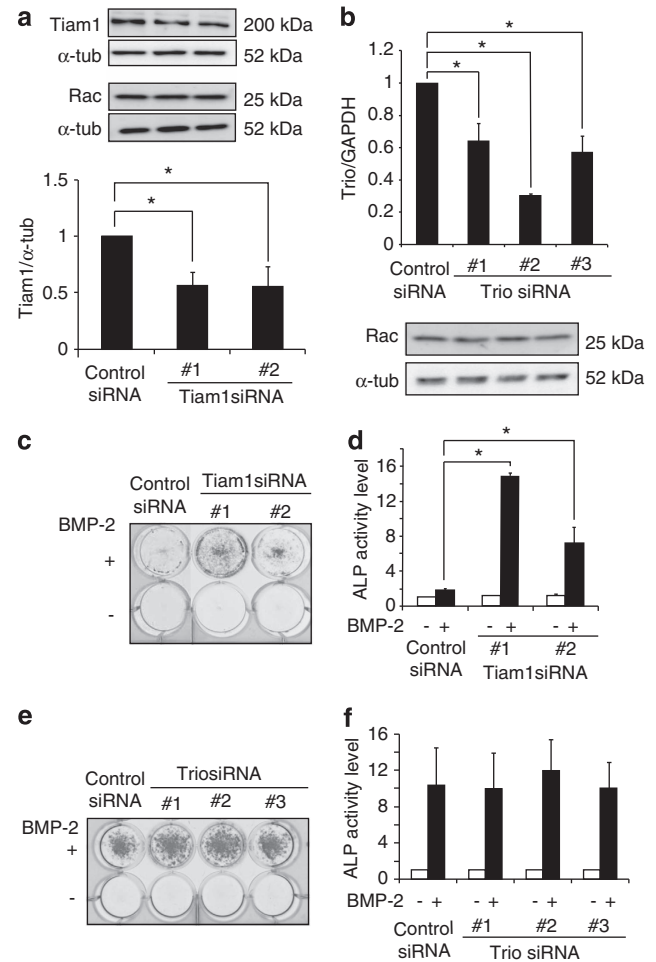 a
Tiam1 200 kDa
α-tub 52 kDa
Rac 25 kDa
α-tub 52 kDa
Tiam1/α-tub
1.5
1
0.5
0
* *
Control siRNA
#1 #2
Tiam1siRNA
b
Trio/GAPDH
1.2
1
0.8
0.6
0.4
0.2
0
* * *
Control siRNA
#1 #2 #3
Trio siRNA
Rac 25 kDa
α-tub 52 kDa
c
Control siRNA
Tiam1siRNA
#1 #2
BMP-2
+
-
d
ALP activity level
16
12
8
4
0
* *
BMP-2 - + - + - +
Control siRNA
#1 #2
Tiam1siRNA
e
Control siRNA
TriosiRNA
#1 #2 #3
BMP-2
+
-
f
ALP activity level
16
12
8
4
0
BMP-2 - + - + - + - +
Control siRNA
#1 #2 #3
Trio siRNA